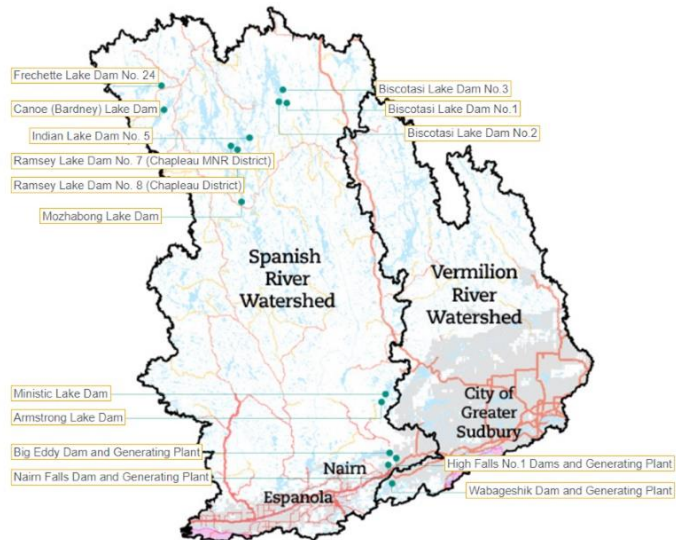 Frechette Lake Dam No. 24
Canoe (Bardney) Lake Dam
Indian Lake Dam No. 5
Ramsey Lake Dam No. 7 (Chapleau MNR District)
Ramsey Lake Dam No. 8 (Chapleau District)
Mozhabong Lake Dam
Biscotasi Lake Dam No.3
Biscotasi Lake Dam No.1
Biscotasi Lake Dam No.2
Spanish
River
Watershed
Vermilion
River
Watershed
Ministic Lake Dam
Armstrong Lake Dam
City of
Greater
Sudbury
Big Eddy Dam and Generating Plant
Nairn Falls Dam and Generating Plant
Nairn
Espanola
High Falls No.1 Dams and Generating Plant
Wabageshik Dam and Generating Plant